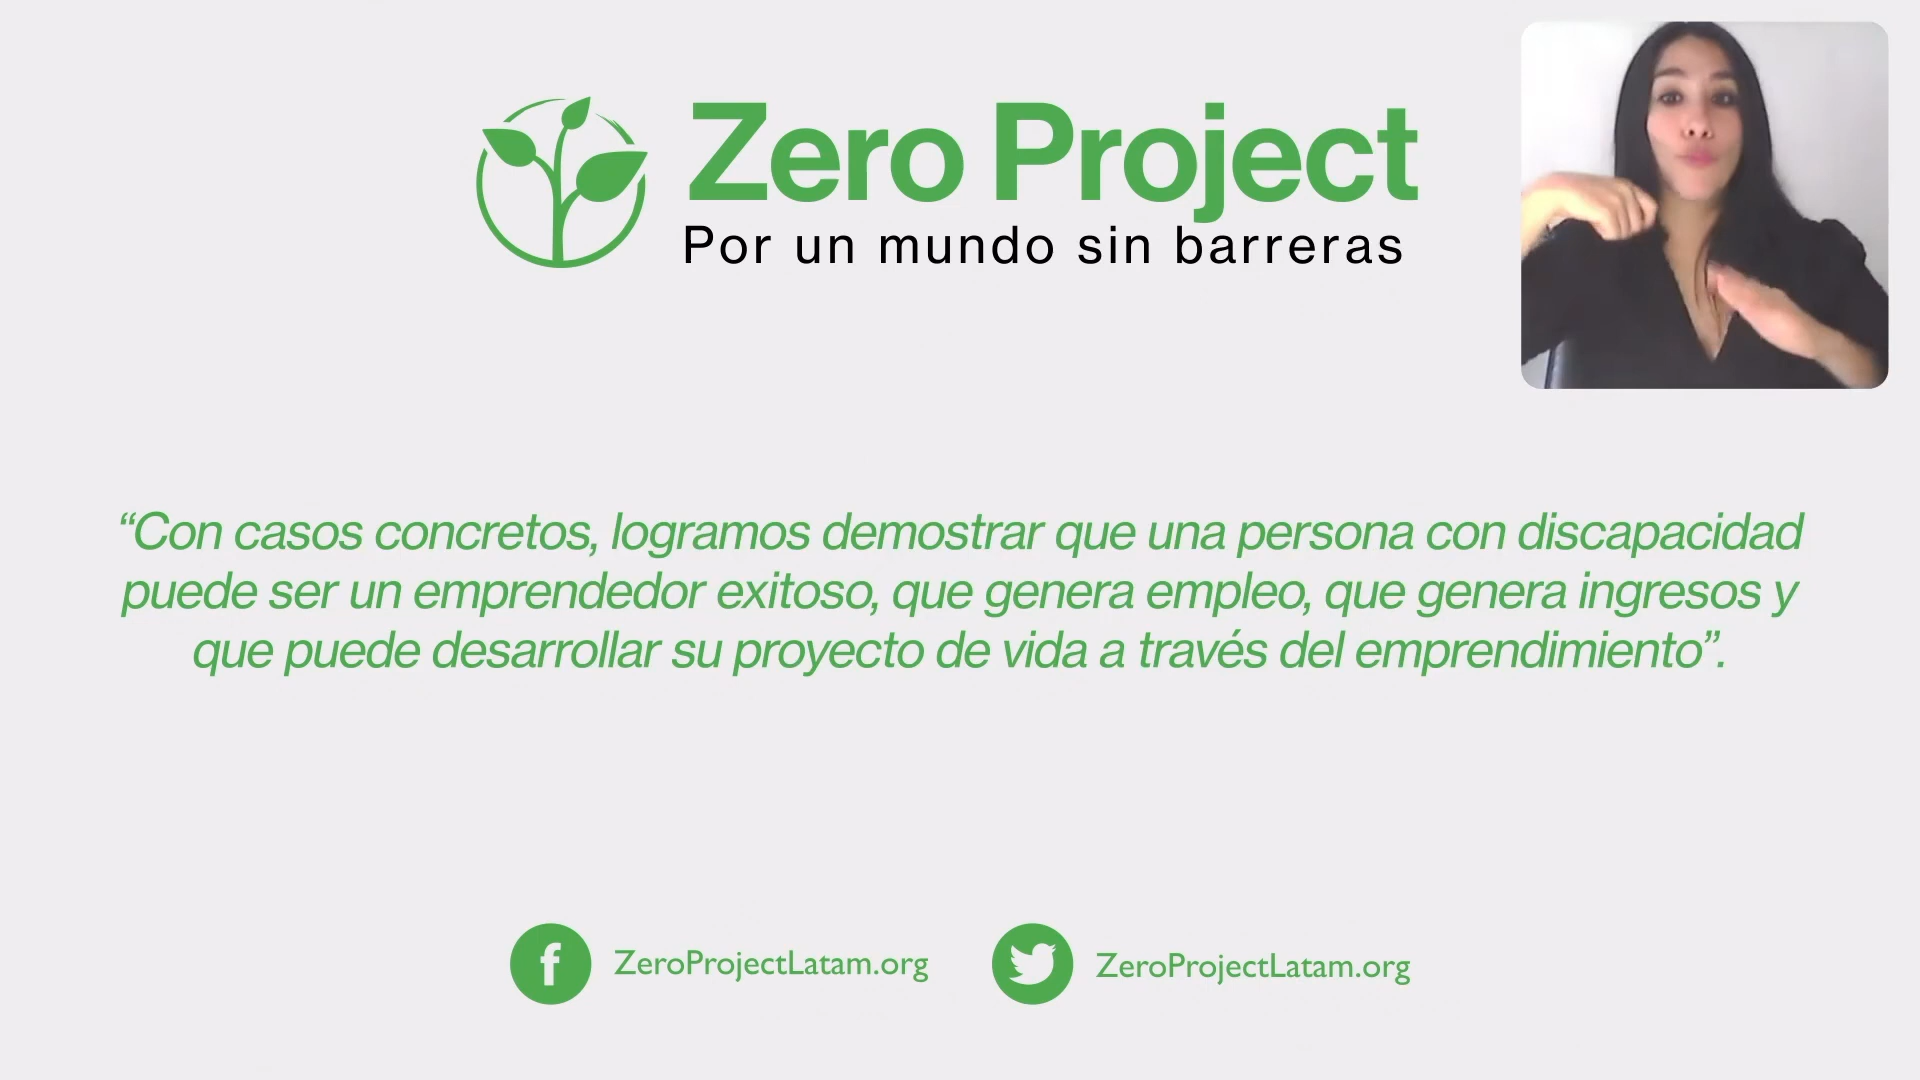 Zero Project
Por un mundo sin barreras
“Con casos concretos, logramos demostrar que una persona con discapacidad
puede ser un emprendedor exitoso, que genera empleo, que genera ingresos y
que puede desarrollar su proyecto de vida a través del emprendimiento”.
ZeroProjectLatam.org
ZeroProjectLatam.org